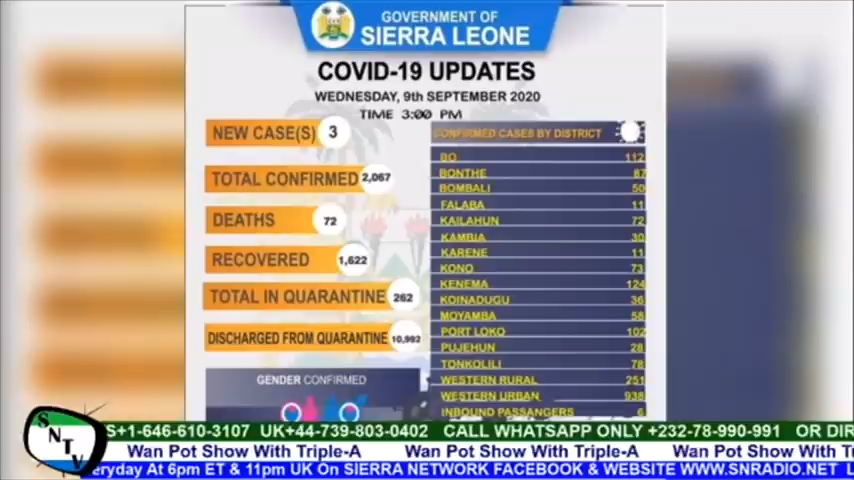 GOVERNMENT OF
SIERRA LEONE
COVID-19 UPDATES
WEDNESDAY, 9th SEPTEMBER 2020
TIME 3:00 PM
NEW CASE(S) 3
TOTAL CONFIRMED 2,067
DEATHS 72
RECOVERED 1,622
TOTAL IN QUARANTINE 262
DISCHARGED FROM QUARANTINE 10,992
GENDER CONFIRMED
CONFIRMED CASES BY DISTRICT
BO 112
BONTHE 87
BOMBALI 50
FALABA 11
KAILAHUN 72
KAMBIA 30
KARENE 11
KONO 73
KENEMA 124
KOINADUGU 36
MOYAMBA 58
PORT LOKO 102
PUJEHUN 28
TONKOLILI 78
WESTERN RURAL 251
WESTERN URBAN 938
INBOUND PASSENGERS 6
SNTV
S+1-646-610-3107 UK+44-739-803-0402 CALL WHATSAPP ONLY +232-78-990-991 OR DIR
Wan Pot Show With Triple-A Wan Pot Show With Triple-A Wan Pot Show With T
eryday At 6pm ET & 11pm UK On SIERRA NETWORK FACEBOOK & WEBSITE WWW.SNRADIO.NET L